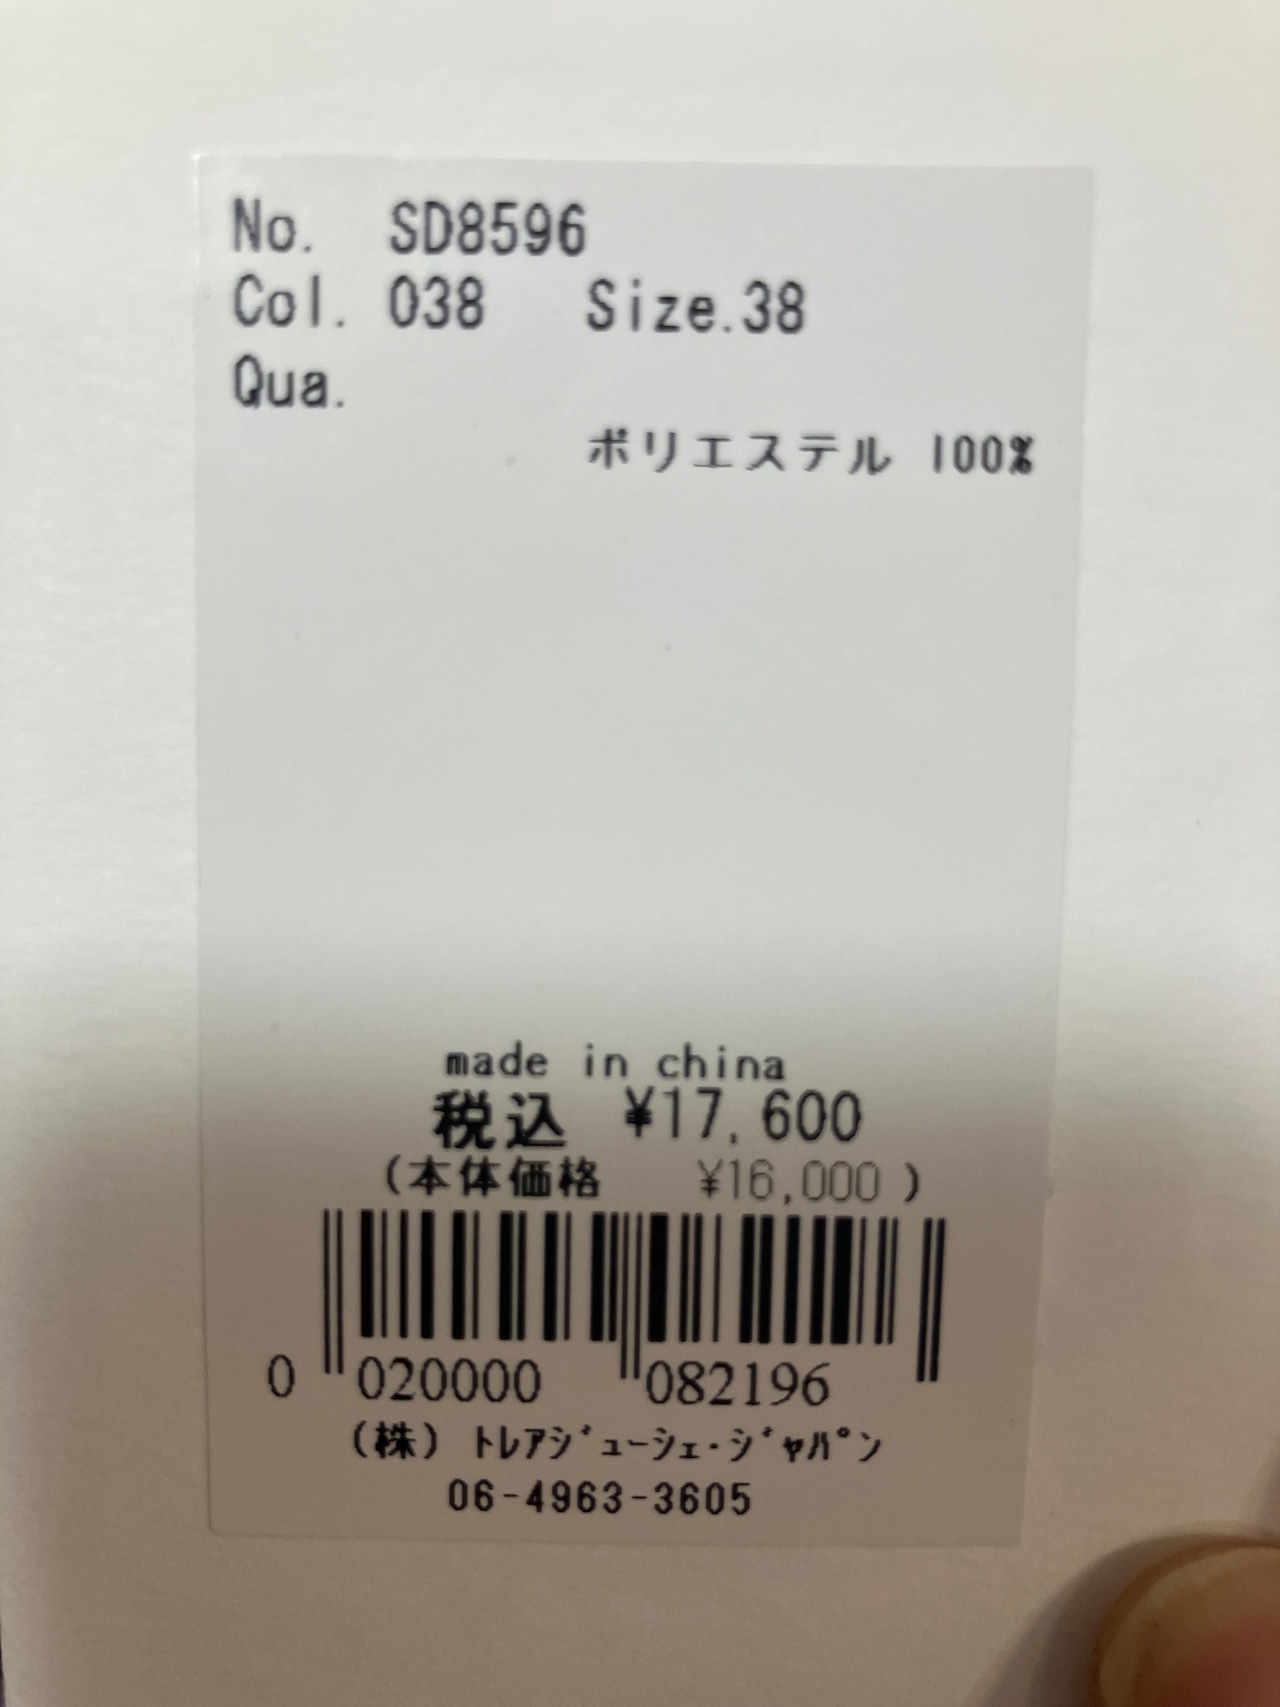 No. SD8596
Col. 038 Size.38
Qua.
ポリエステル 100%
made in china
税込 ¥17,600
(本体価格 ¥16,000 )
0 020000 082196
(株) ﾄﾚｱｼﾞｭｰｼｪ･ｼﾞｬﾊﾟﾝ
06-4963-3605